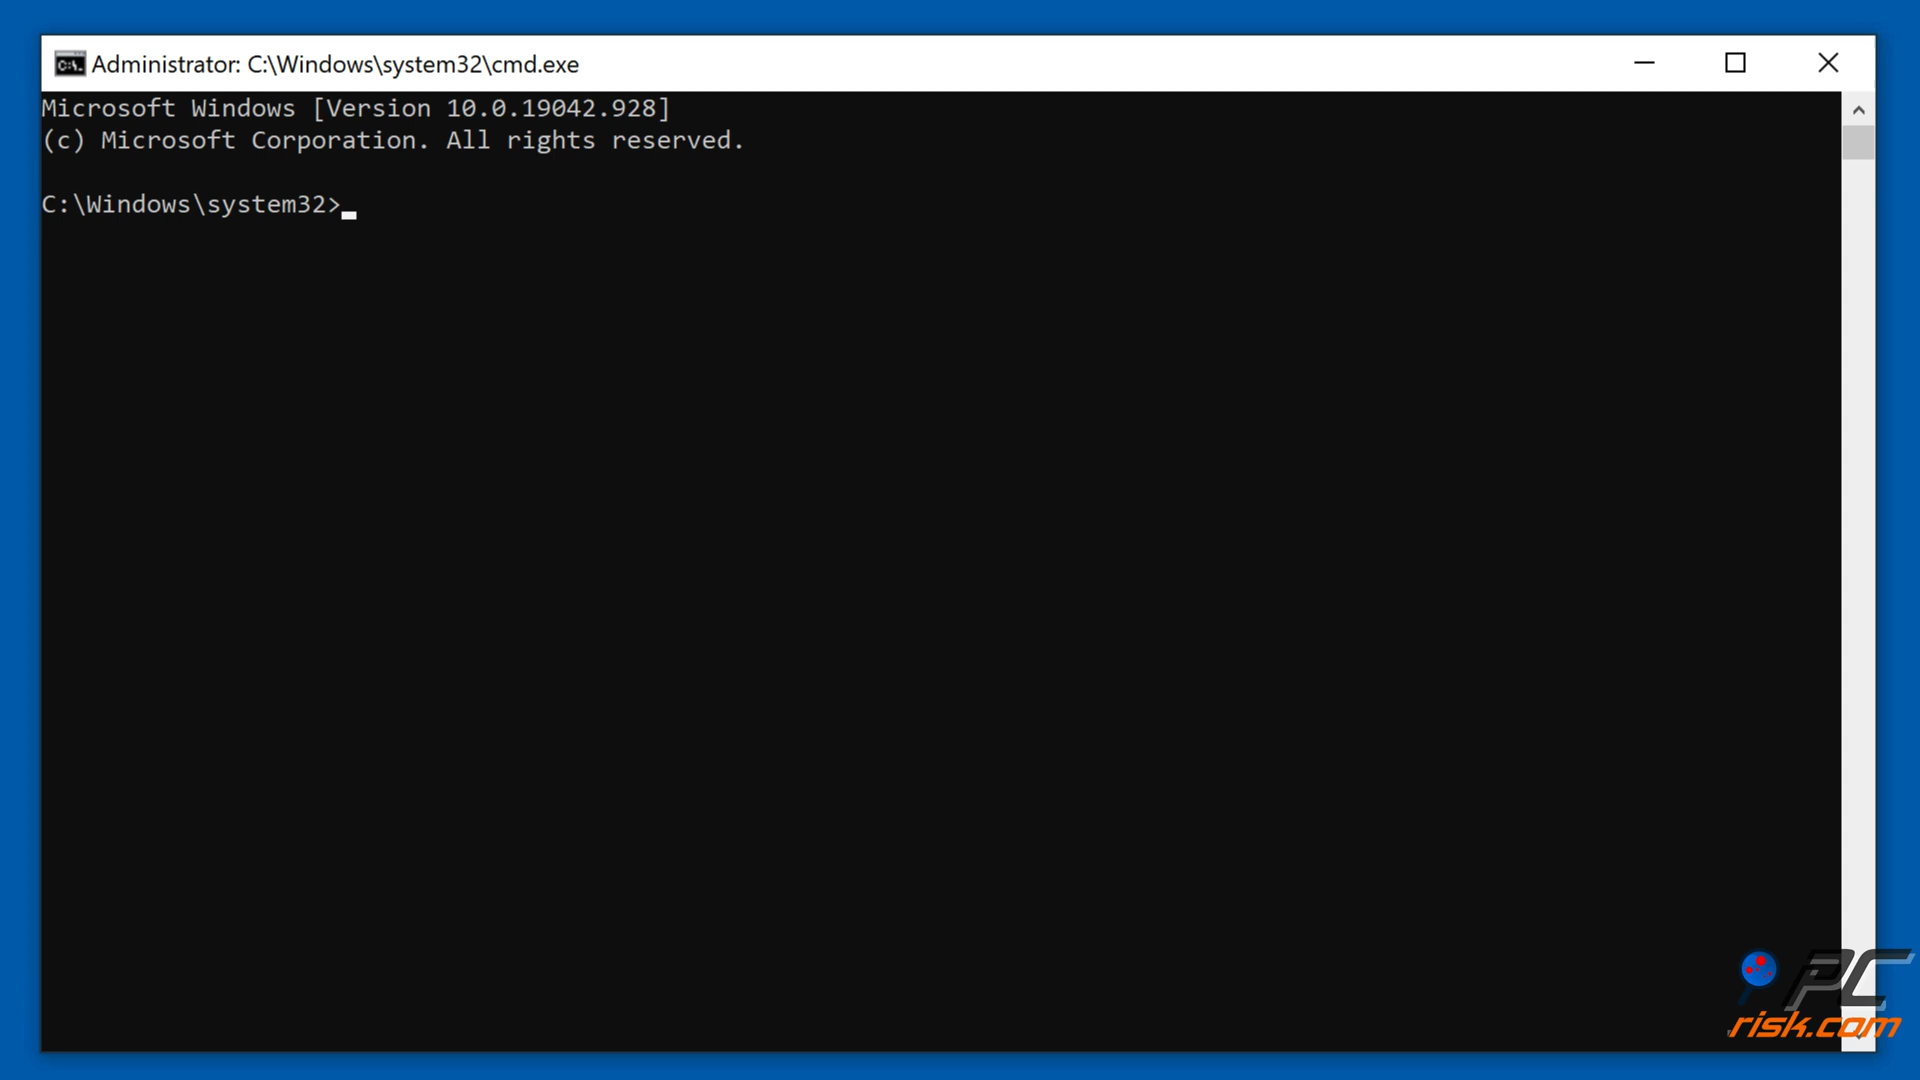 Administrator: C:\Windows\system32\cmd.exe
Microsoft Windows [Version 10.0.19042.928]
(c) Microsoft Corporation. All rights reserved.
C:\Windows\system32>
PC
risk.com